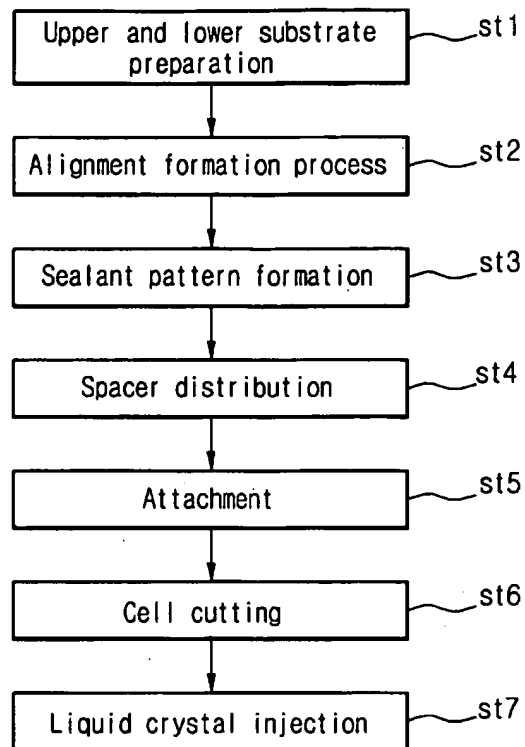 Upper and lower substrate
preparation
st1
Alignment formation process
st2
Sealant pattern formation
st3
Spacer distribution
st4
Attachment
st5
Cell cutting
st6
Liquid crystal injection
st7